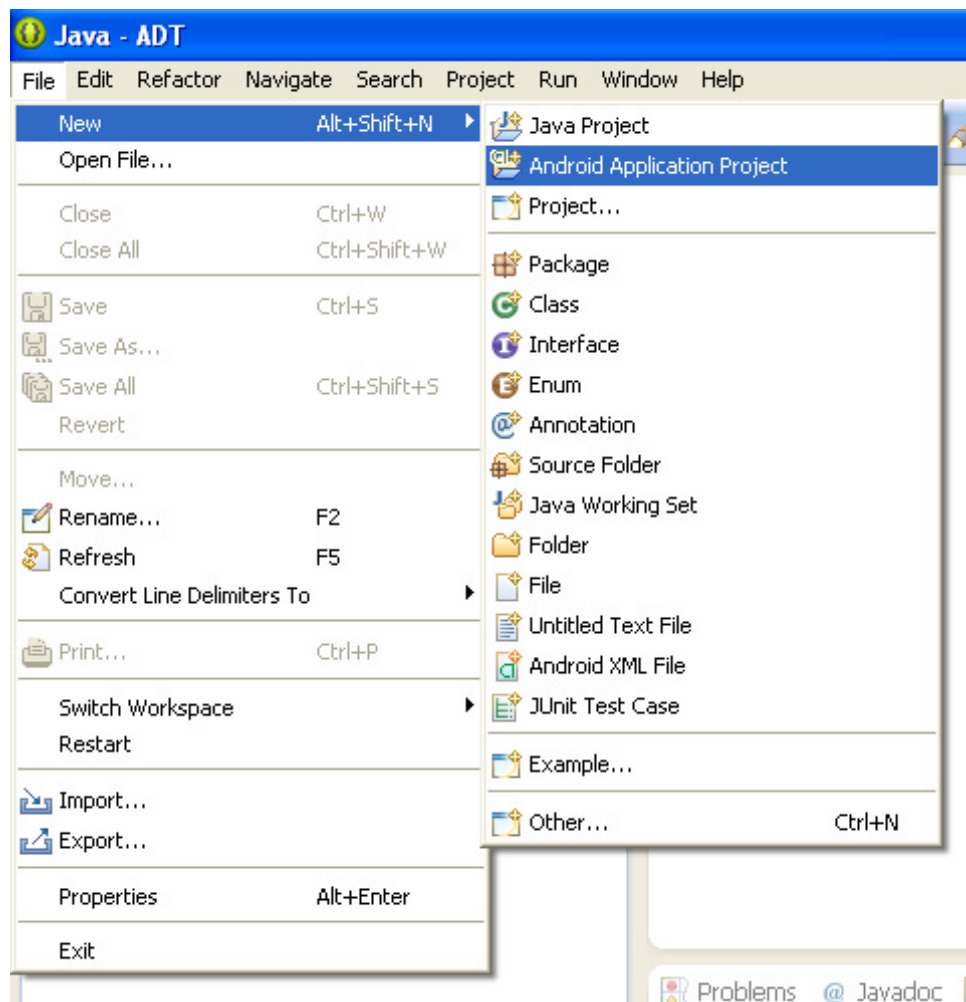 Java - ADT
File Edit Refactor Navigate Search Project Run Window Help
New Alt+Shift+N
Open File...
Close Ctrl+W
Close All Ctrl+Shift+W
Save Ctrl+S
Save As...
Save All Ctrl+Shift+S
Revert
Move...
Rename... F2
Refresh F5
Convert Line Delimiters To
Print... Ctrl+P
Switch Workspace
Restart
Import...
Export...
Properties Alt+Enter
Exit
Java Project
Android Application Project
Project...
Package
Class
Interface
Enum
Annotation
Source Folder
Java Working Set
Folder
File
Untitled Text File
Android XML File
JUnit Test Case
Example...
Other... Ctrl+N
Problems @ Javadoc